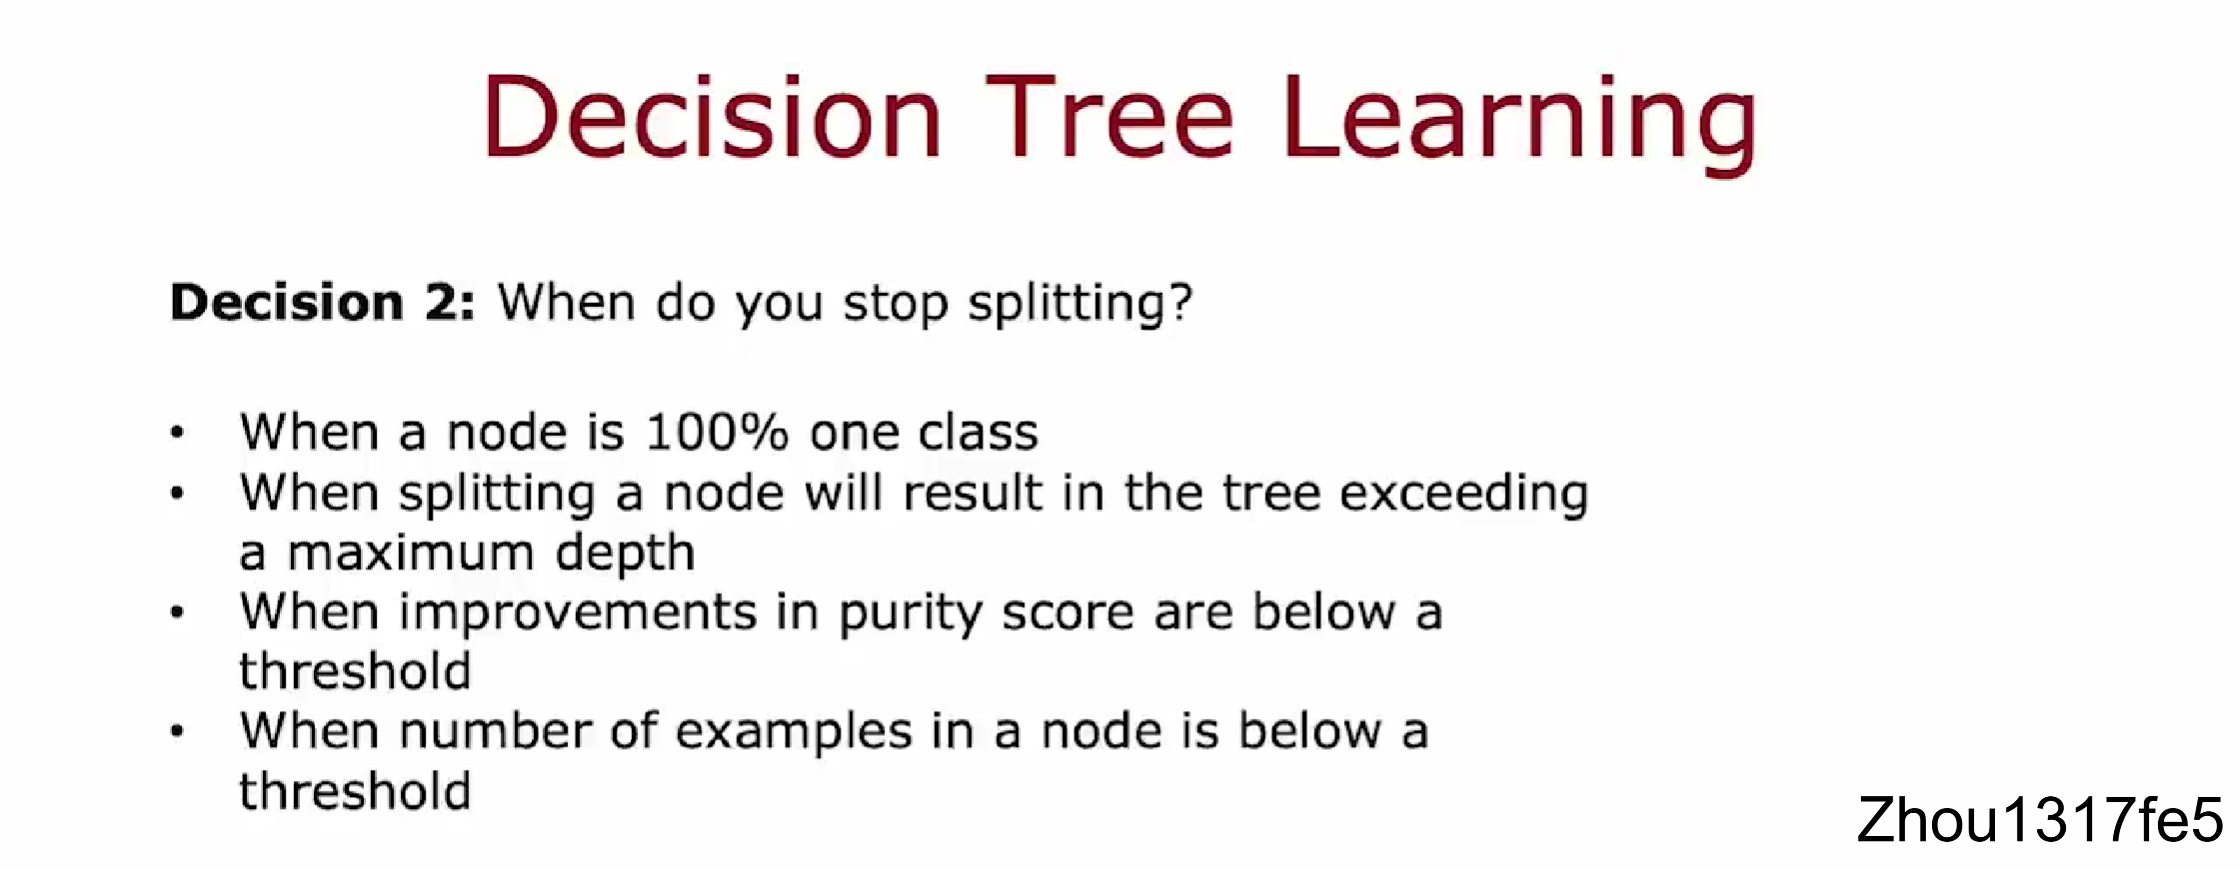 Decision Tree Learning
Decision 2: When do you stop splitting?
• When a node is 100% one class
• When splitting a node will result in the tree exceeding
a maximum depth
• When improvements in purity score are below a
threshold
• When number of examples in a node is below a
threshold
Zhou1317fe5